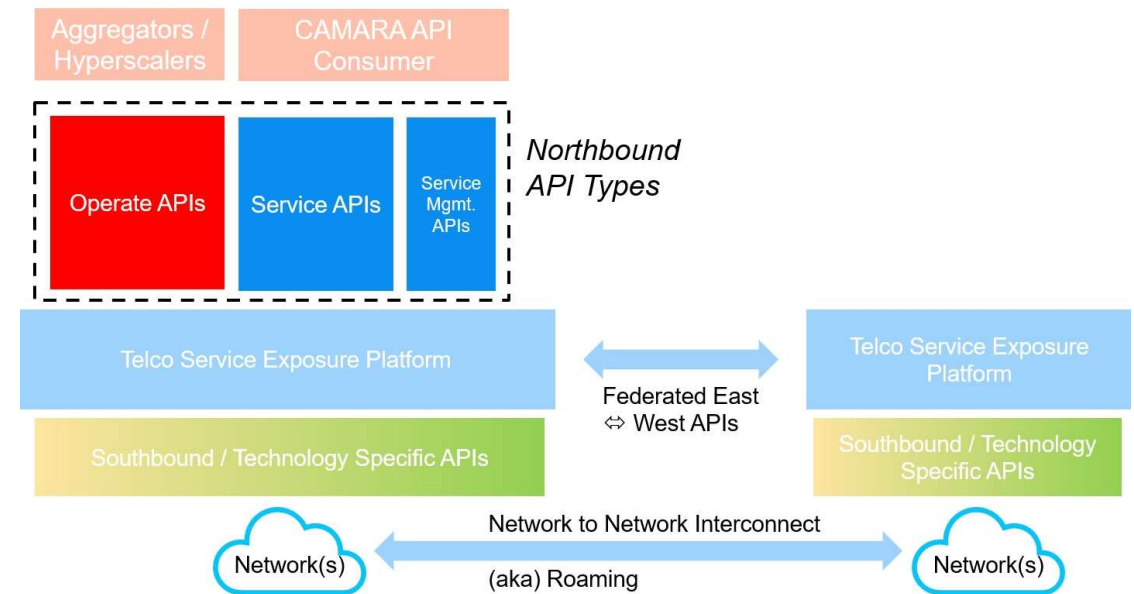 Aggregators /
Hyperscalers
CAMARA API
Consumer
Operate APIs
Service APIs
Service
Mgmt.
APIs
Northbound
API Types
Telco Service Exposure Platform
Federated East
⇔ West APIs
Telco Service Exposure
Platform
Southbound / Technology Specific APIs
Southbound / Technology
Specific APIs
Network(s)
Network to Network Interconnect
(aka) Roaming
Network(s)